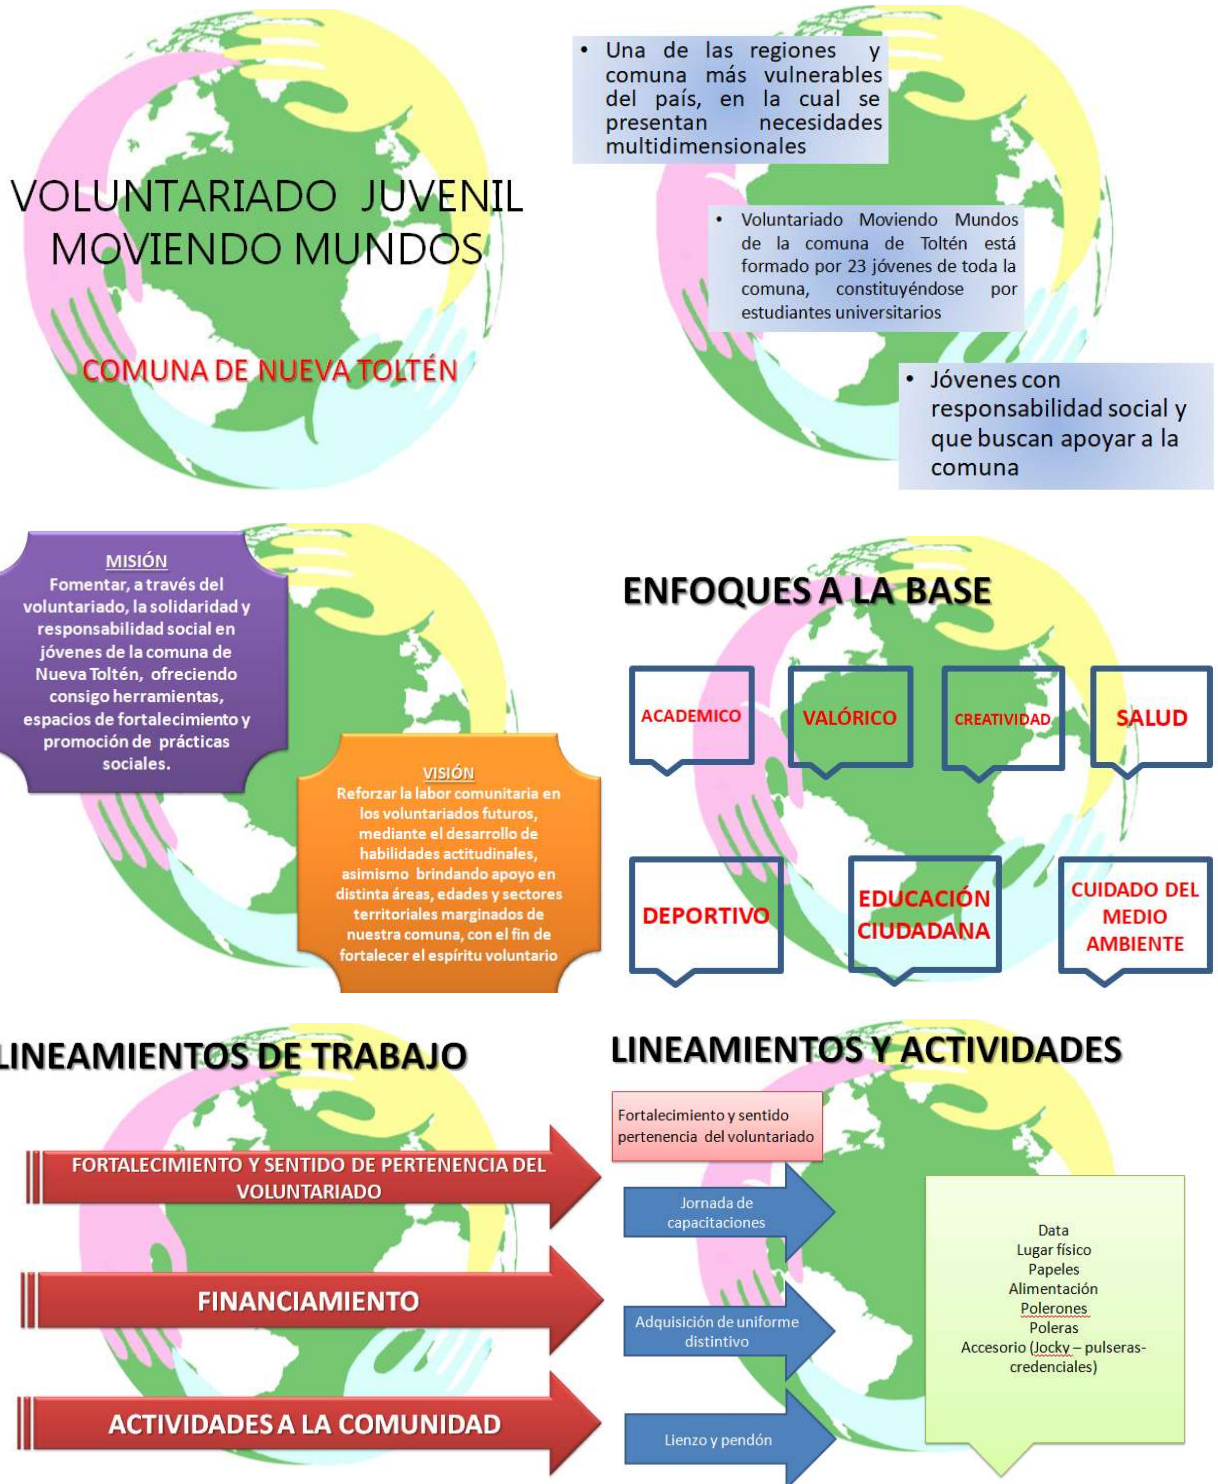 VOLUNTARIADO JUVENIL
MOVIENDO MUNDOS
COMUNA DE NUEVA TOLTÉN
• Una de las regiones y
comuna más vulnerables
del país, en la cual se
presentan necesidades
multidimensionales
• Voluntariado Moviendo Mundos
de la comuna de Toltén está
formado por 23 jóvenes de toda la
comuna, constituyéndose por
estudiantes universitarios
• Jóvenes con
responsabilidad social y
que buscan apoyar a la
comuna
MISIÓN
Fomentar, a través del
voluntariado, la solidaridad y
responsabilidad social en
jóvenes de la comuna de
Nueva Toltén, ofreciendo
consigo herramientas,
espacios de fortalecimiento y
promoción de prácticas
sociales.
VISIÓN
Reforzar la labor comunitaria en
los voluntariados futuros,
mediante el desarrollo de
habilidades actitudinales,
asimismo brindando apoyo en
distinta áreas, edades y sectores
territoriales marginados de
nuestra comuna, con el fin de
fortalecer el espíritu voluntario
ENFOQUES A LA BASE
ACADEMICO
VALÓRICO
CREATIVIDAD
SALUD
DEPORTIVO
EDUCACIÓN
CIUDADANA
CUIDADO DEL
MEDIO
AMBIENTE
LINEAMIENTOS DE TRABAJO
FORTALECIMIENTO Y SENTIDO DE PERTENENCIA DEL
VOLUNTARIADO
FINANCIAMIENTO
ACTIVIDADES A LA COMUNIDAD
LINEAMIENTOS Y ACTIVIDADES
Fortalecimiento y sentido
pertenencia del voluntariado
Jornada de
capacitaciones
Adquisición de uniforme
distintivo
Lienzo y pendón
Data
Lugar físico
Papeles
Alimentación
Polerones
Poleras
Accesorio (Jocky – pulseras-
credenciales)